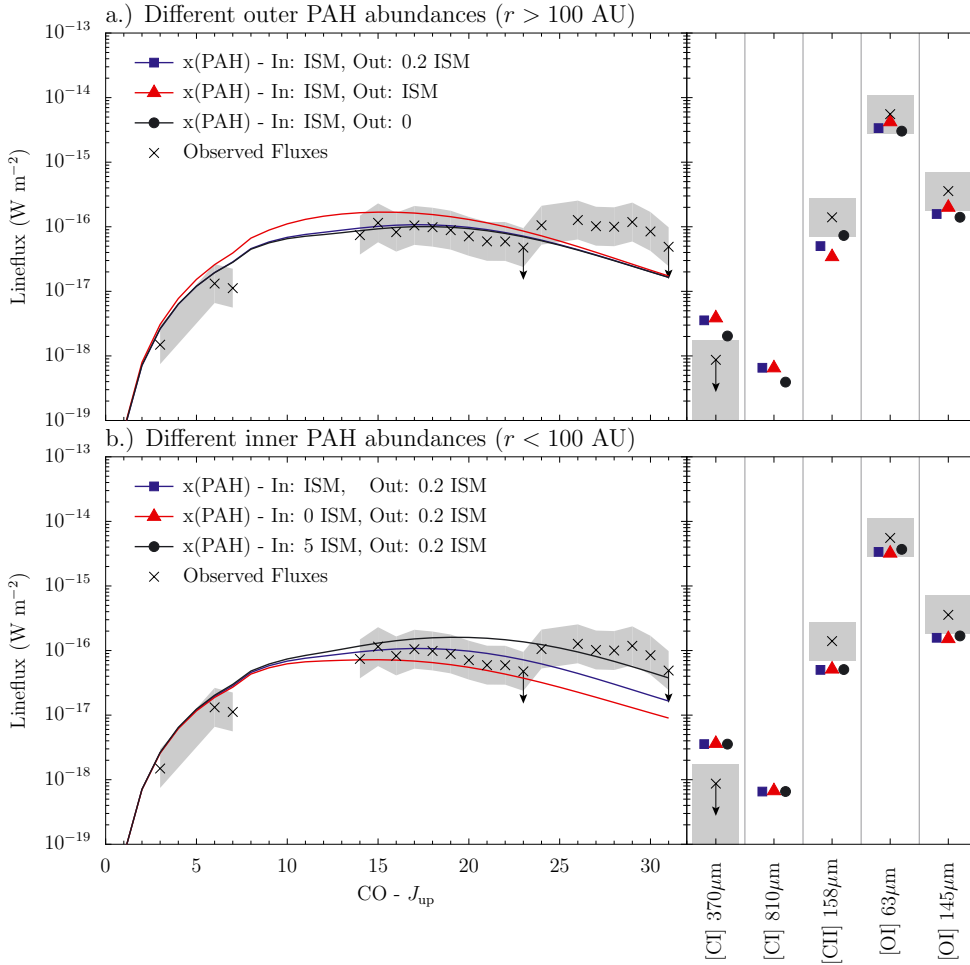 a.) Different outer PAH abundances (r > 100 AU)
x(PAH) - In: ISM, Out: 0.2 ISM
x(PAH) - In: ISM, Out: ISM
x(PAH) - In: ISM, Out: 0
Observed Fluxes
10⁻¹³
10⁻¹⁴
10⁻¹⁵
10⁻¹⁶
10⁻¹⁷
10⁻¹⁸
10⁻¹⁹
Lineflux (W m⁻²)
b.) Different inner PAH abundances (r < 100 AU)
x(PAH) - In: ISM, Out: 0.2 ISM
x(PAH) - In: 0 ISM, Out: 0.2 ISM
x(PAH) - In: 5 ISM, Out: 0.2 ISM
Observed Fluxes
10⁻¹³
10⁻¹⁴
10⁻¹⁵
10⁻¹⁶
10⁻¹⁷
10⁻¹⁸
10⁻¹⁹
Lineflux (W m⁻²)
0 5 10 15 20 25 30
CO - J_up
[CI] 370μm
[CI] 810μm
[CII] 158μm
[OI] 63μm
[OI] 145μm